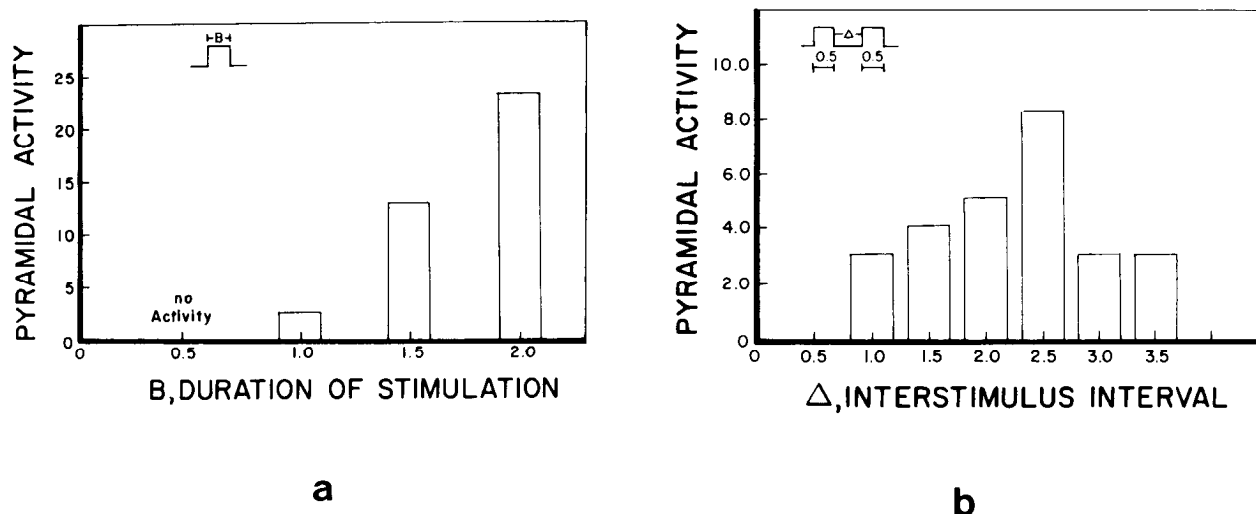 PYRAMIDAL ACTIVITY
B
25
20
15
10
5
0
no
Activity
0 0.5 1.0 1.5 2.0
B,DURATION OF STIMULATION
a
PYRAMIDAL ACTIVITY
Δ
0.5 0.5
10.0
8.0
6.0
4.0
2.0
0
0 0.5 1.0 1.5 2.0 2.5 3.0 3.5
Δ,INTERSTIMULUS INTERVAL
b